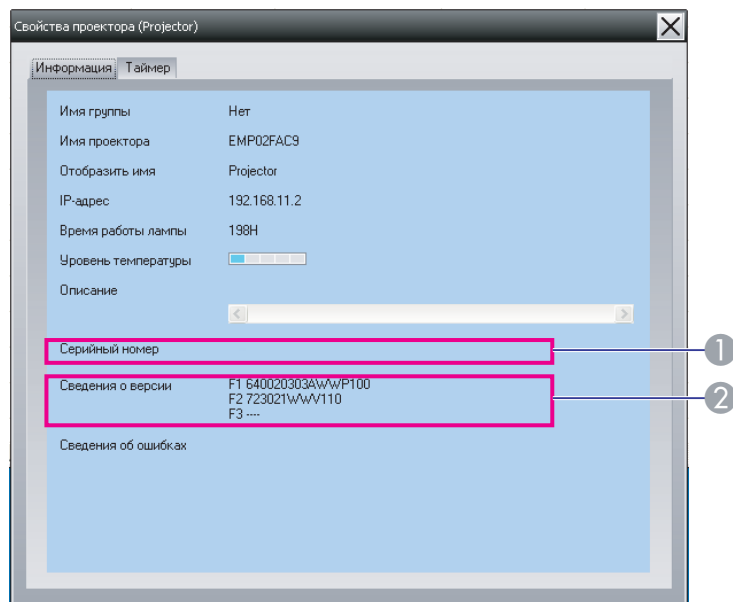 Свойства проектора (Projector)
Информация Таймер
Имя группы Нет
Имя проектора EMP02FAC9
Отобразить имя Projector
IP-адрес 192.168.11.2
Время работы лампы 198H
Уровень температуры
Описание
Серийный номер 1
Сведения о версии F1 640020303AWWP100 2
F2 723021WWV110
F3 ----
Сведения об ошибках